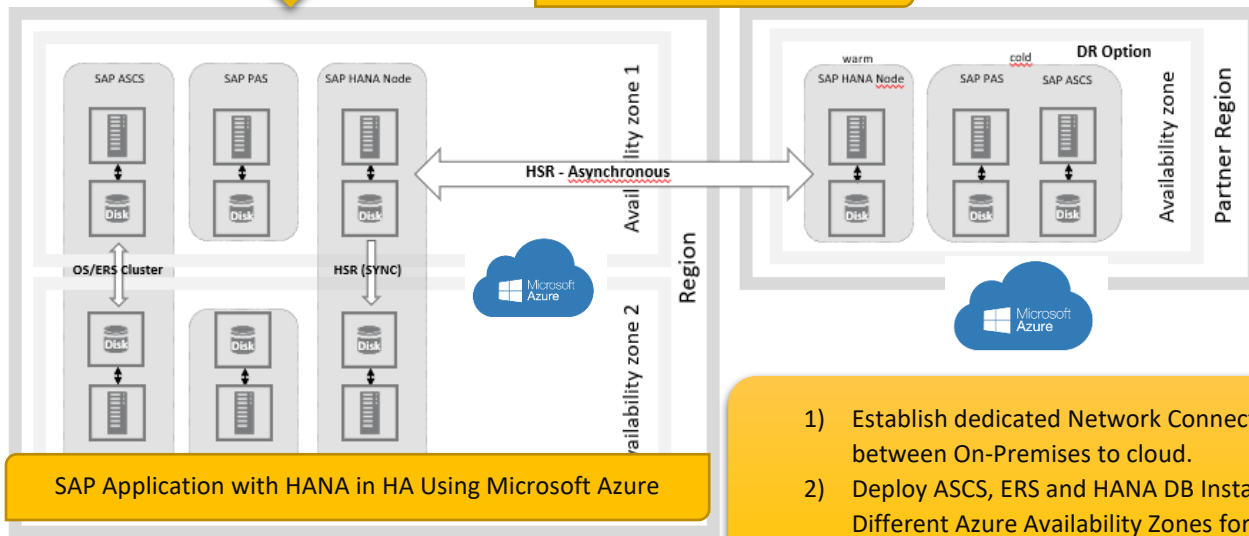 SAP ASCS
SAP PAS
SAP HANA Node
Disk
Disk
Disk
Availability zone 1
OS/ERS Cluster
HSR (SYNC)
HSR - Asynchronous
Microsoft
Azure
Region
Disk
Disk
Disk
zone 2
SAP Application with HANA in HA Using Microsoft Azure
DR Option
warm
cold
SAP HANA Node
SAP PAS
SAP ASCS
Disk
Disk
Disk
Availability zone
Partner Region
Microsoft
Azure
1) Establish dedicated Network Connect
between On-Premises to cloud.
2) Deploy ASCS, ERS and HANA DB Insta
Different Azure Availability Zones for